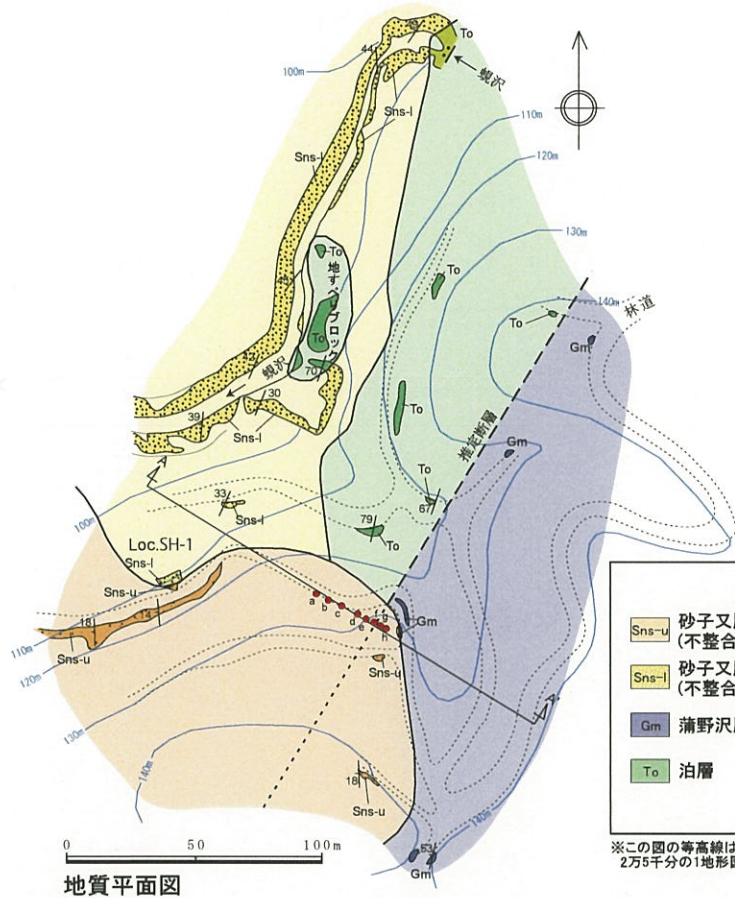 To
100m
44
蜆沢
Sns-l
110m
120m
Sns-l
130m
To
地すべりブロック
To
To
140m
林道
To
Gm
42
蜆沢
70
30
39
Sns-l
推定断層
Gm
To
67
33
Sns-l
79
To
100m
A
Loc.SH-1
Sns-l
Sns-u
a
b
c
d
e
f
g
h
Gm
18
14
Sns-u
110m
120m
Sns-u
130m
140m
18
Sns-u
A'
140m
53
Gm
Sns-u 砂子又
(不整合
Sns-l 砂子又
(不整合
Gm 蒲野沢
To 泊層
0 50 100m
地質平面図
※この図の等高線は
2万5千分の1地形図